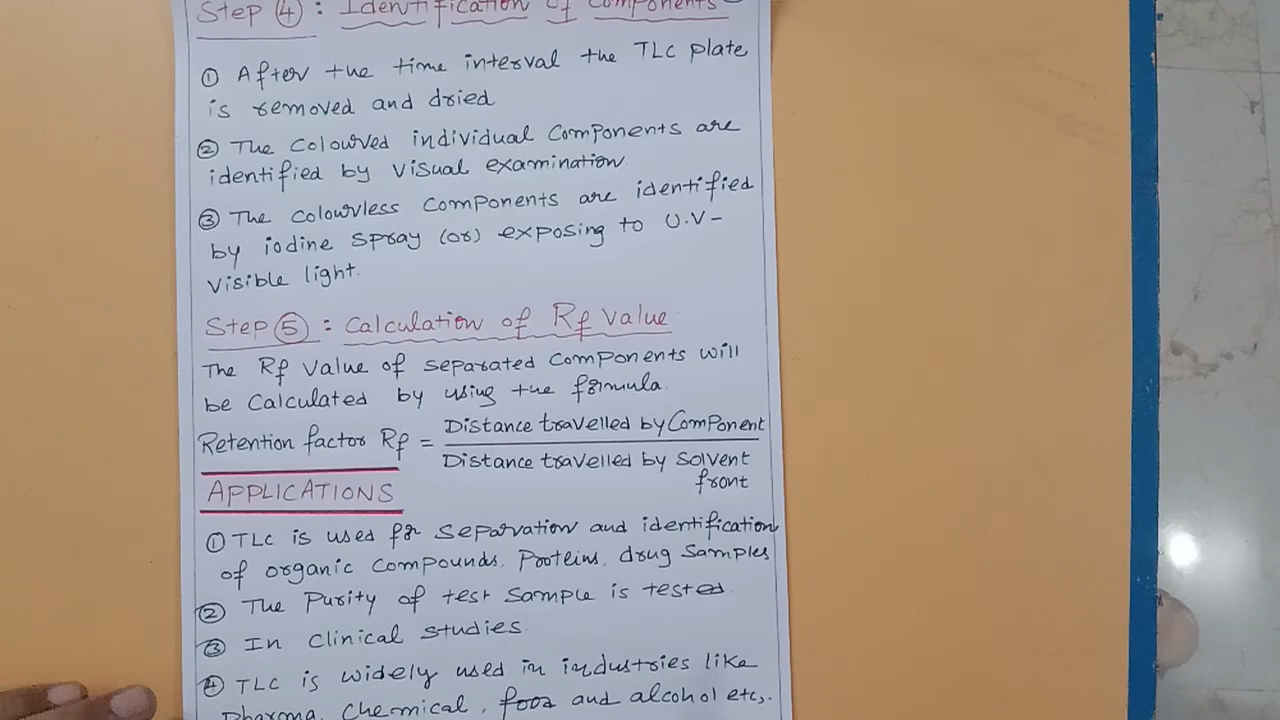 Step ④ : Identification of Components
① After the time interval the TLC plate
is removed and dried
② The coloured individual components are
identified by visual examination.
③ The colourless components are identified
by iodine spray (or) exposing to U.V-
visible light.
Step ⑤ : Calculation of Rf value
The Rf value of separated components will
be calculated by using the formula.
Retention factor Rf = Distance travelled by Component
Distance travelled by Solvent
front
APPLICATIONS
① TLC is used for separation and identification
of organic compounds. Proteins. drug samples
② The Purity of test sample is tested.
③ In clinical studies.
④ TLC is widely used in industries like
Pharma, chemical, food and alcohol etc,.